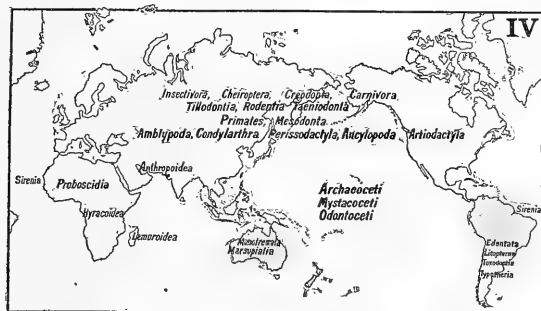 IV
Insectivora, Cheiroptera, Creodonta, Carnivora,
Tillodontia, Rodentia, Taeniodonta
Primates, Mesodonta
Amblypoda, Condylarthra, Perissodactyla, Ancylopoda, Artiodactyla
Anthropoidea
Sirenia
Proboscidia
Archaeoceti
Mystacoceti
Odontoceti
Sirenia
Hyracoidea
Lemuroidea
Marsupialia
Edentata
Litopterna
Toxodontia
Typotheria